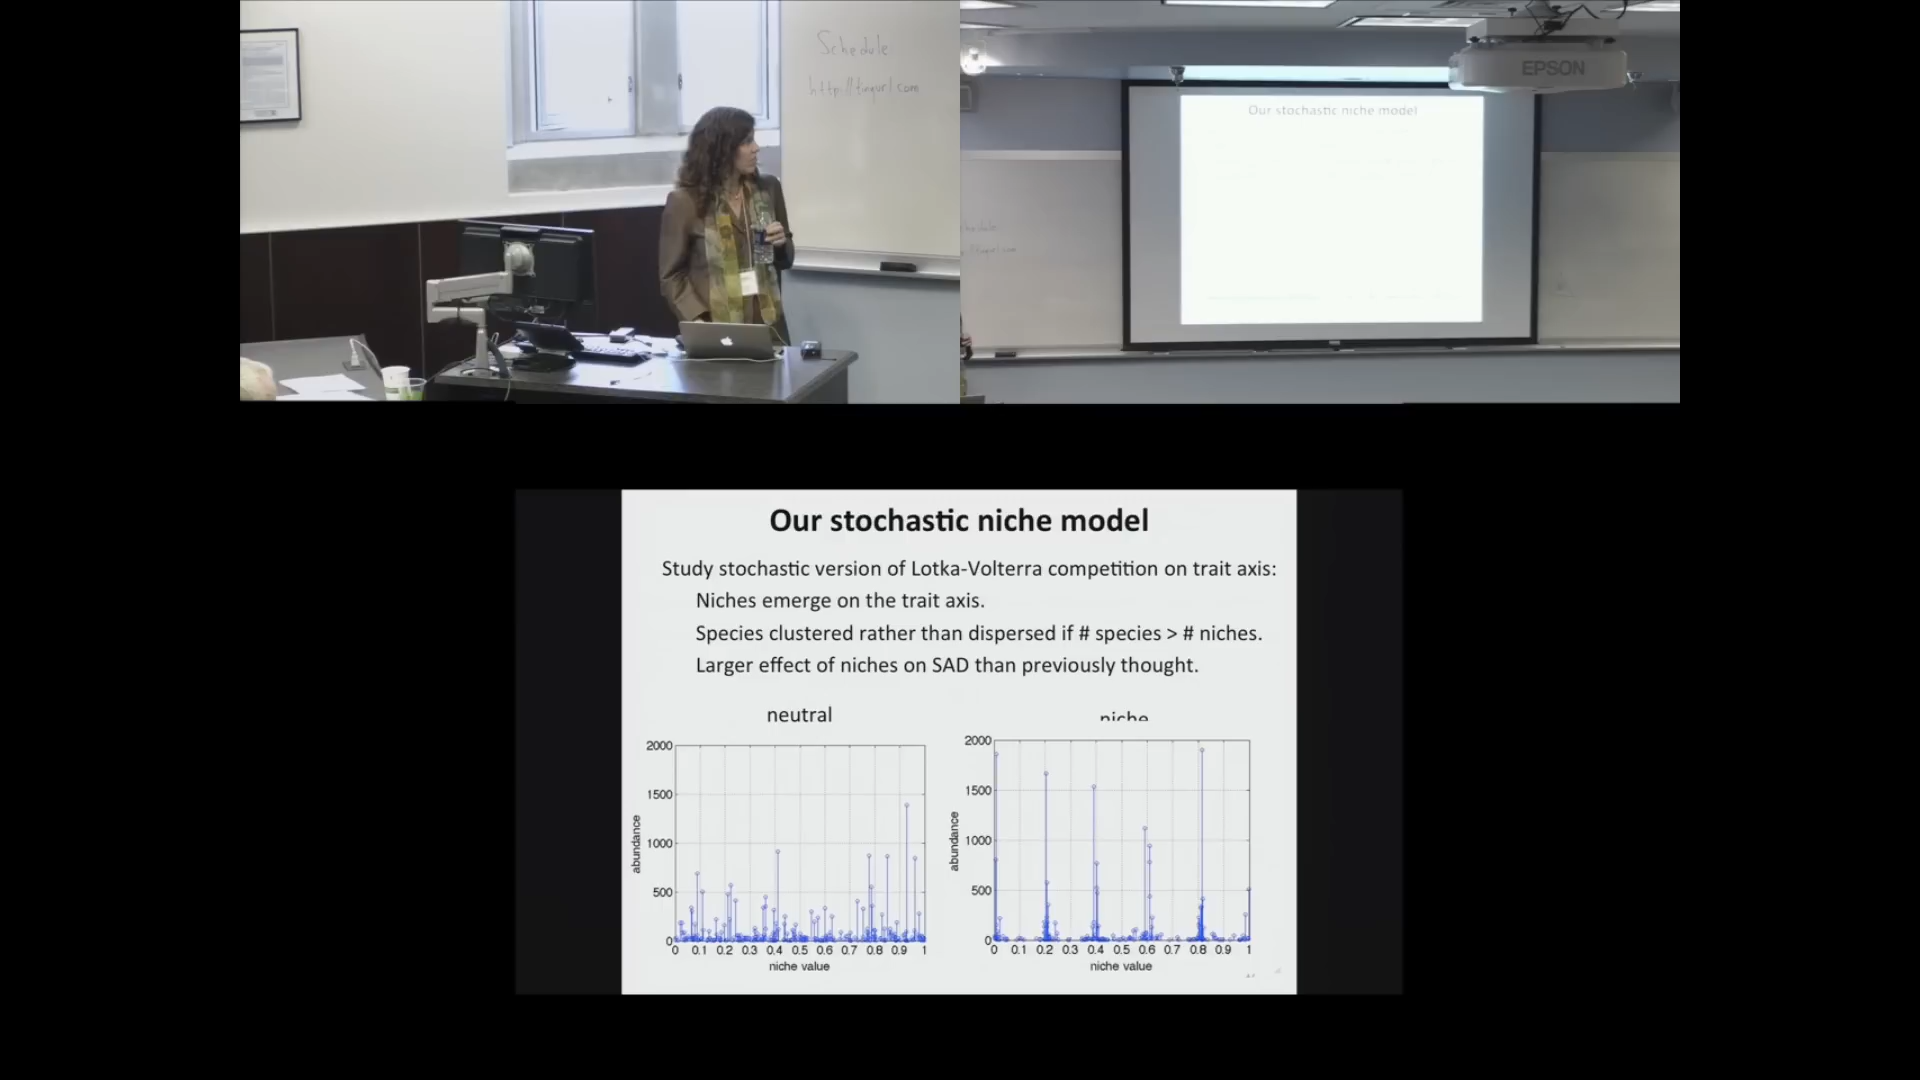 Schedule
http://tinyurl.com
EPSON
Our stochastic niche model
Our stochastic niche model
Study stochastic version of Lotka-Volterra competition on trait axis:
Niches emerge on the trait axis.
Species clustered rather than dispersed if # species > # niches.
Larger effect of niches on SAD than previously thought.
neutral
niche
2000
1500
1000
500
0
abundance
0 0.1 0.2 0.3 0.4 0.5 0.6 0.7 0.8 0.9 1
niche value
2000
1500
1000
500
0
abundance
0 0.1 0.2 0.3 0.4 0.5 0.6 0.7 0.8 0.9 1
niche value